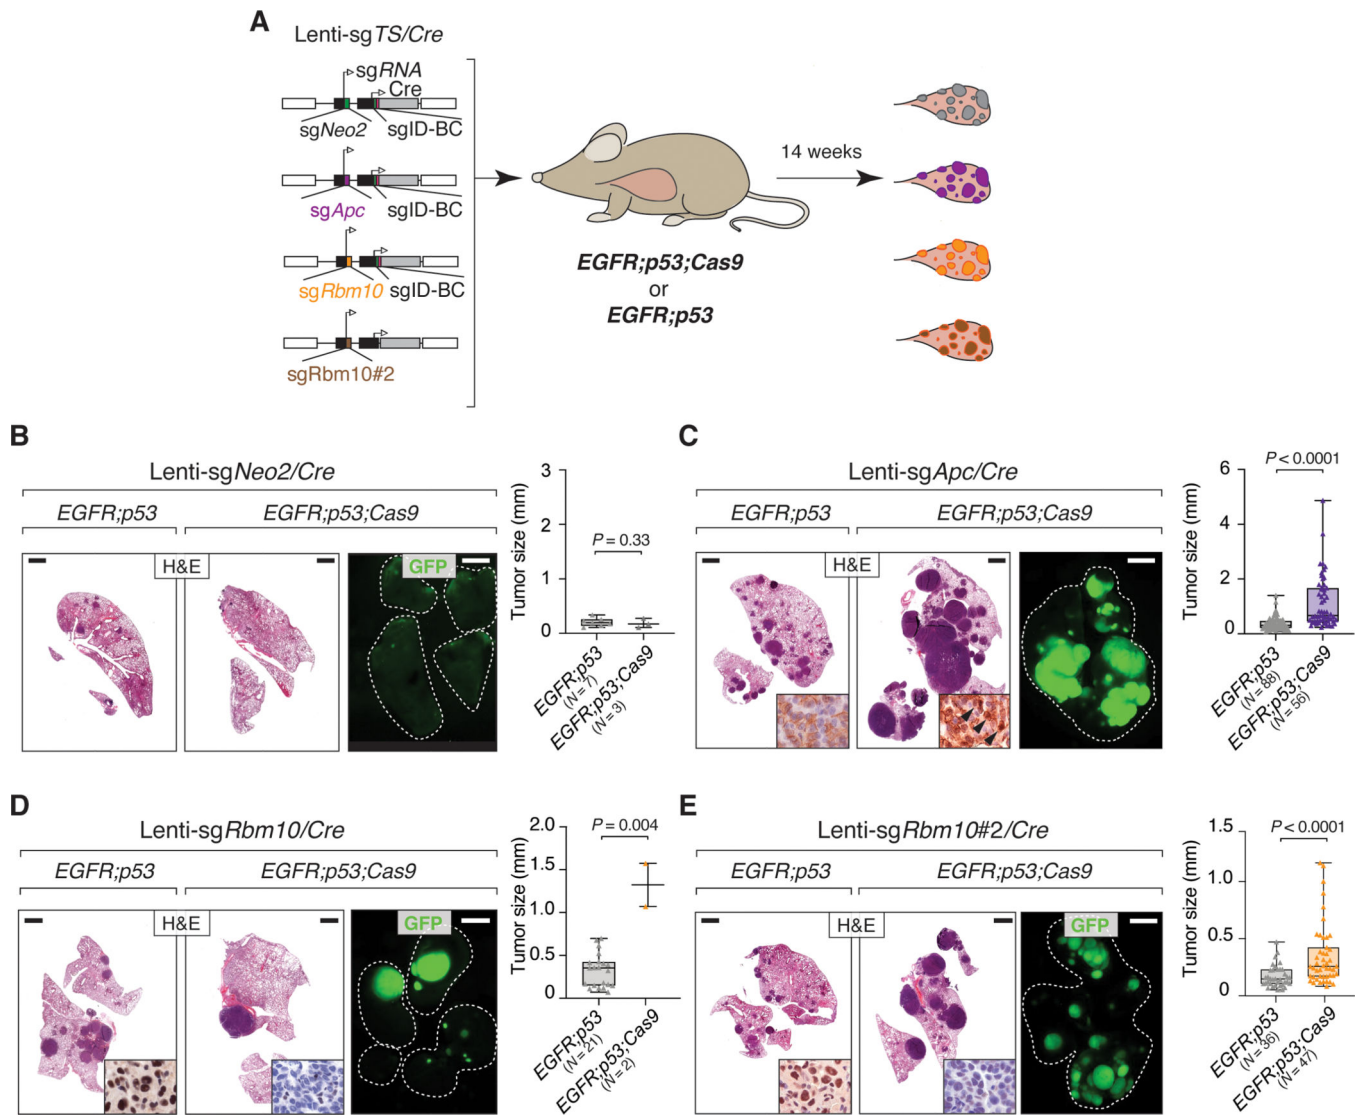 A
Lenti-sgTS/Cre
sgRNA
Cre
sgNeo2
sgID-BC
sgApc
sgID-BC
sgRbm10
sgID-BC
sgRbm10#2
EGFR;p53;Cas9
or
EGFR;p53
14 weeks
B
Lenti-sgNeo2/Cre
EGFR;p53
EGFR;p53;Cas9
H&E
GFP
Tumor size (mm)
3
2
1
0
P = 0.33
EGFR;p53
(N = 7)
EGFR;p53;Cas9
(N = 3)
C
Lenti-sgApc/Cre
EGFR;p53
EGFR;p53;Cas9
H&E
Tumor size (mm)
6
4
2
0
P < 0.0001
EGFR;p53
(N = 88)
EGFR;p53;Cas9
(N = 56)
D
Lenti-sgRbm10/Cre
EGFR;p53
EGFR;p53;Cas9
H&E
GFP
Tumor size (mm)
2.0
1.5
1.0
0.5
0
P = 0.004
EGFR;p53
(N = 21)
EGFR;p53;Cas9
(N = 2)
E
Lenti-sgRbm10#2/Cre
EGFR;p53
EGFR;p53;Cas9
H&E
GFP
Tumor size (mm)
1.5
1.0
0.5
0
P < 0.0001
EGFR;p53
(N = 36)
EGFR;p53;Cas9
(N = 47)